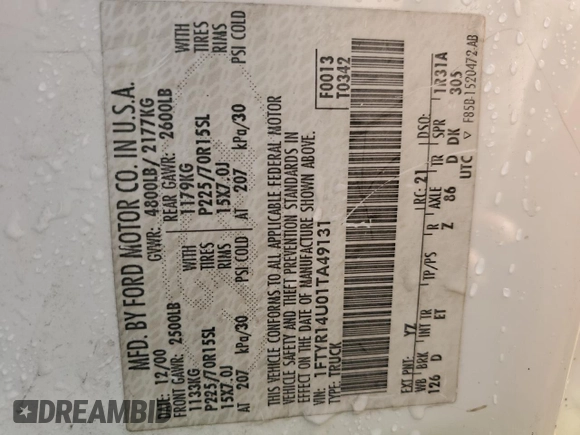 MFD. BY FORD MOTOR CO. IN U.S.A.
DATE: 12/00 GVWR: 4800LB/2177KG
FRONT GAWR: 2500LB REAR GAWR: 2600LB
1133KG WITH 1179KG WITH
P225/70R15SL TIRES P225/70R15SL TIRES
15X7.0J RIMS 15X7.0J RIMS
AT 207 kPa/30 PSI COLD AT 207 kPa/30 PSI COLD
THIS VEHICLE CONFORMS TO ALL APPLICABLE FEDERAL MOTOR
VEHICLE SAFETY AND THEFT PREVENTION STANDARDS IN
EFFECT ON THE DATE OF MANUFACTURE SHOWN ABOVE.
VIN: 1FTYR14U01TA49131
TYPE: TRUCK
F0013
T0342
EXT PNT: YZ RC: 21 DSO:
WB BRK INT TR TP/PS R AXLE TR SPR 1R31A
126 D ET Z 86 D DK 305
UTC ▽ F85B-1520472-AB
DREAMBID